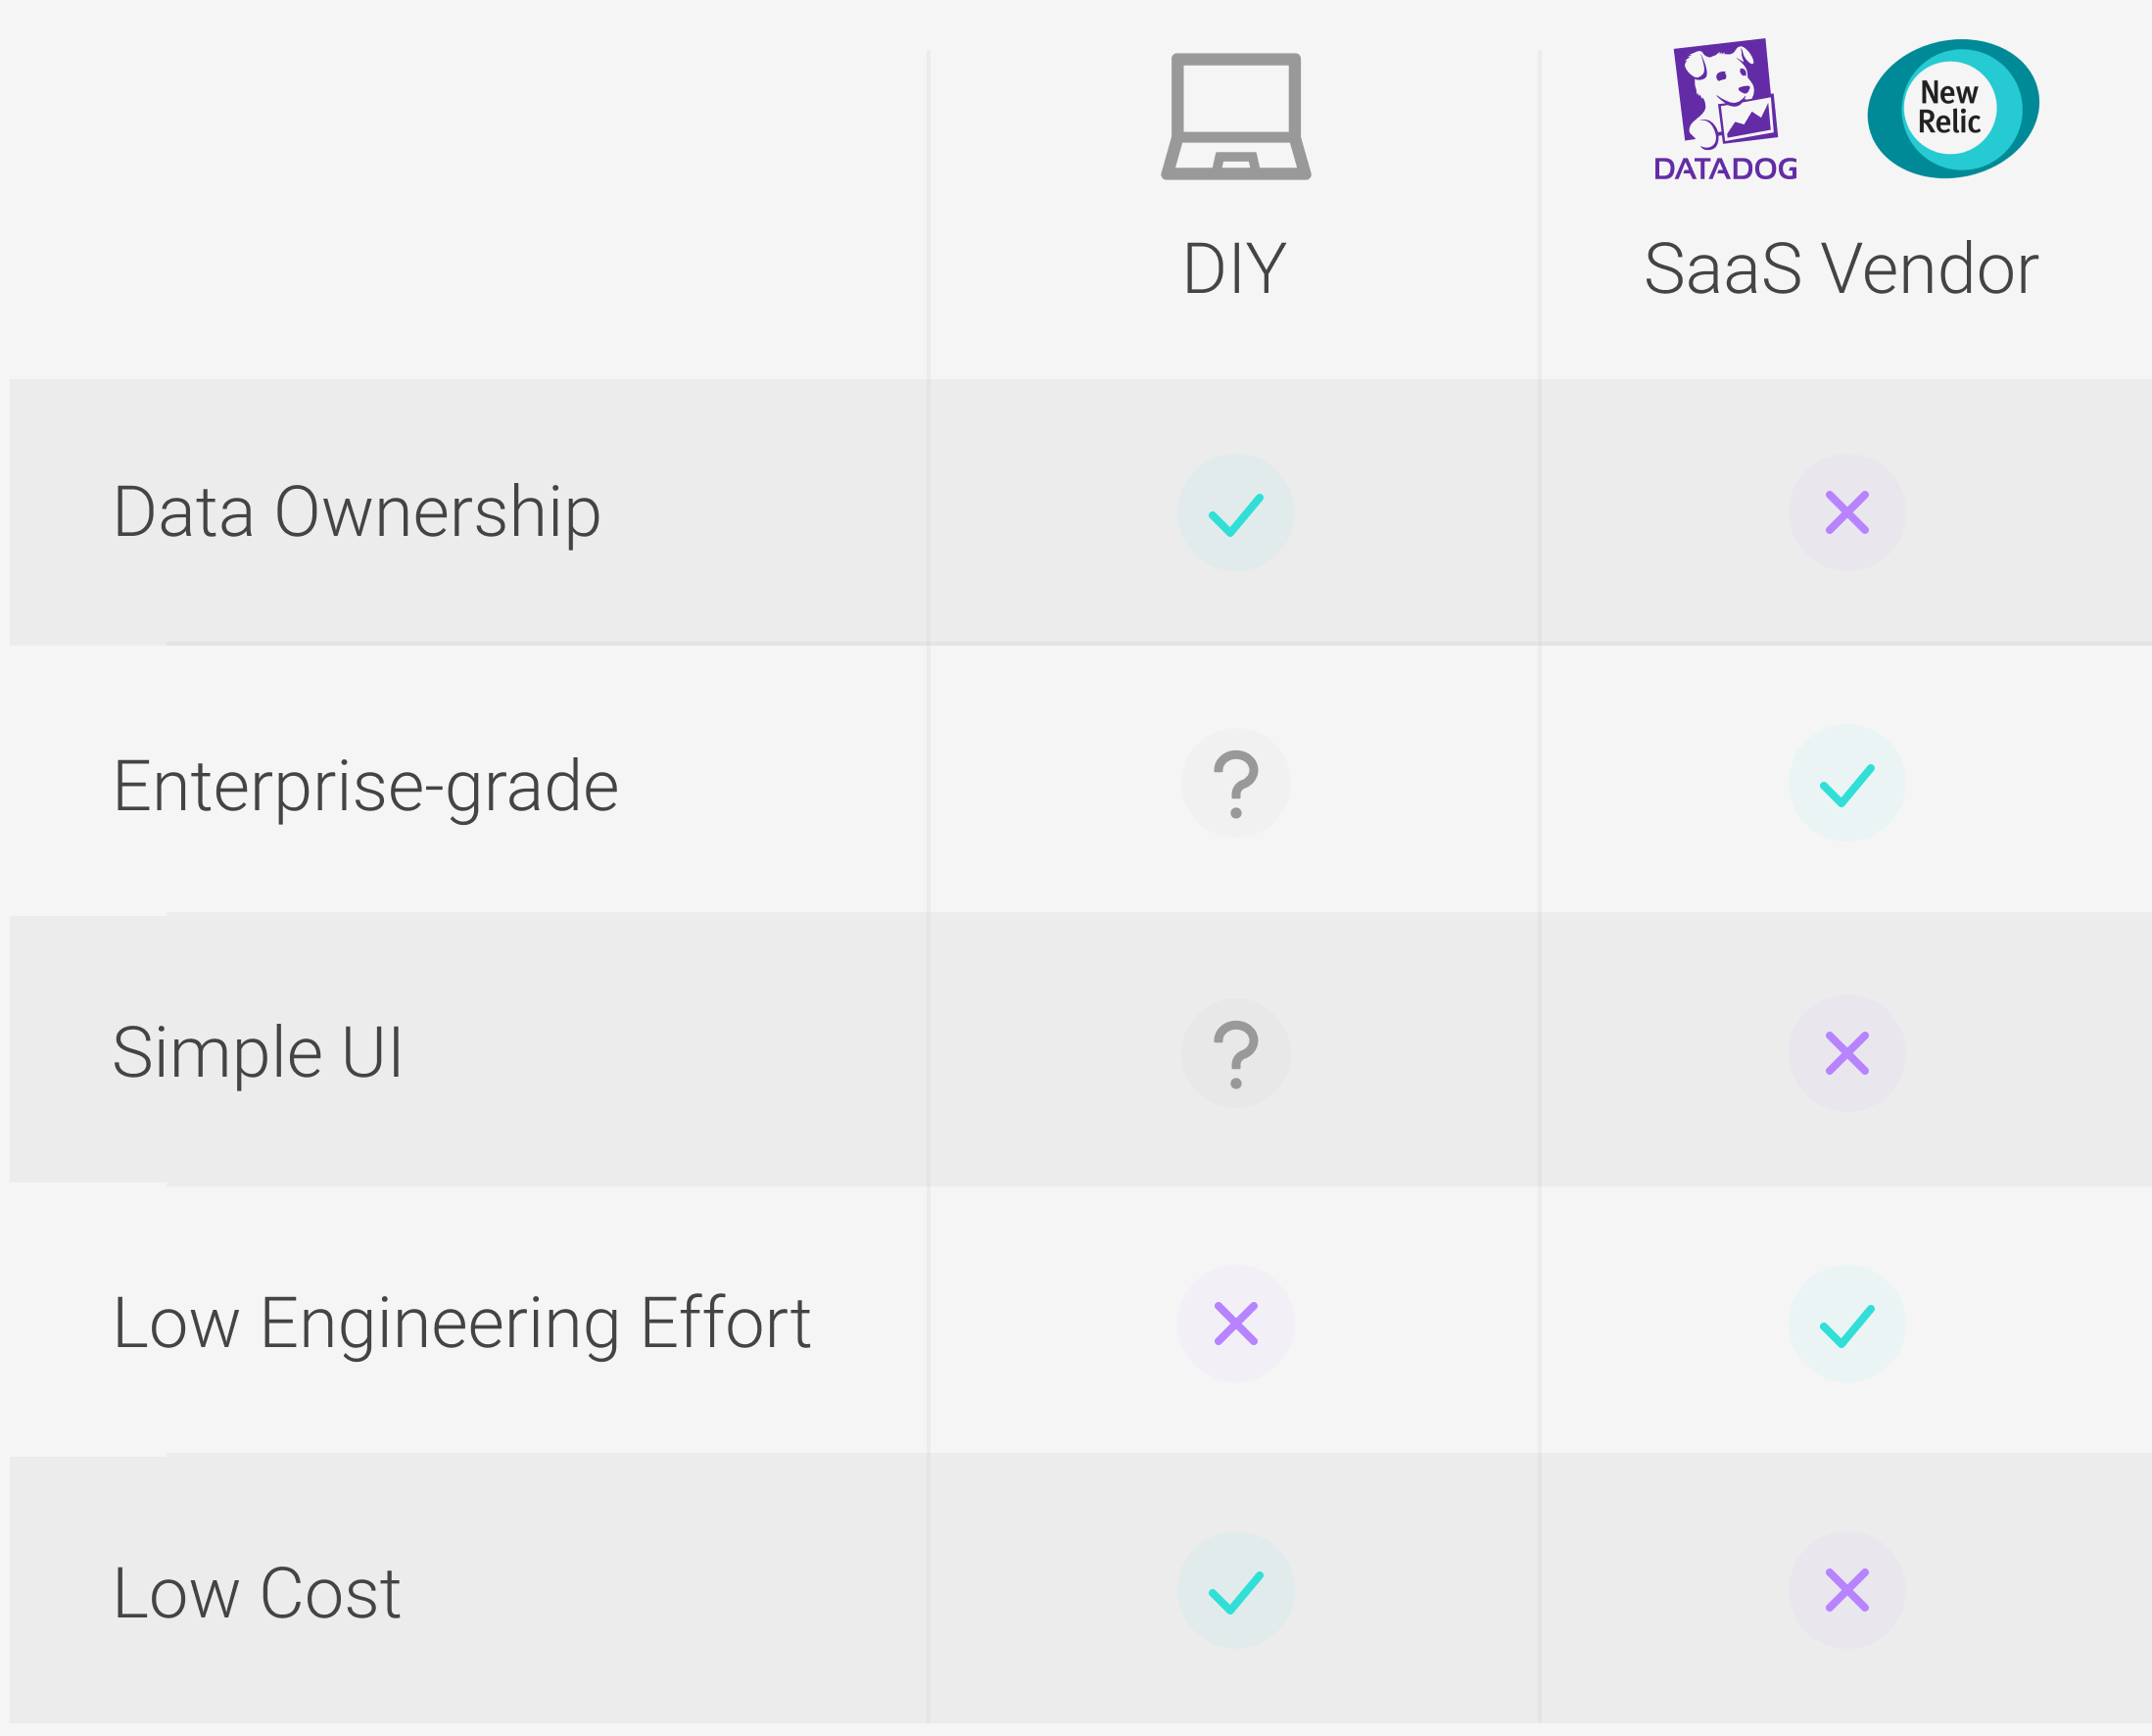 DATADOG
New
Relic
DIY
SaaS Vendor
Data Ownership
Enterprise-grade
?
Simple UI
?
Low Engineering Effort
Low Cost